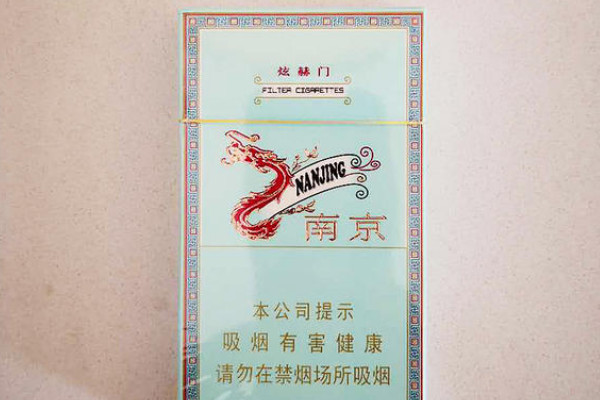 炫赫门
FILTER CIGARETTES
NANJING
南京
本公司提示
吸烟有害健康
请勿在禁烟场所吸烟